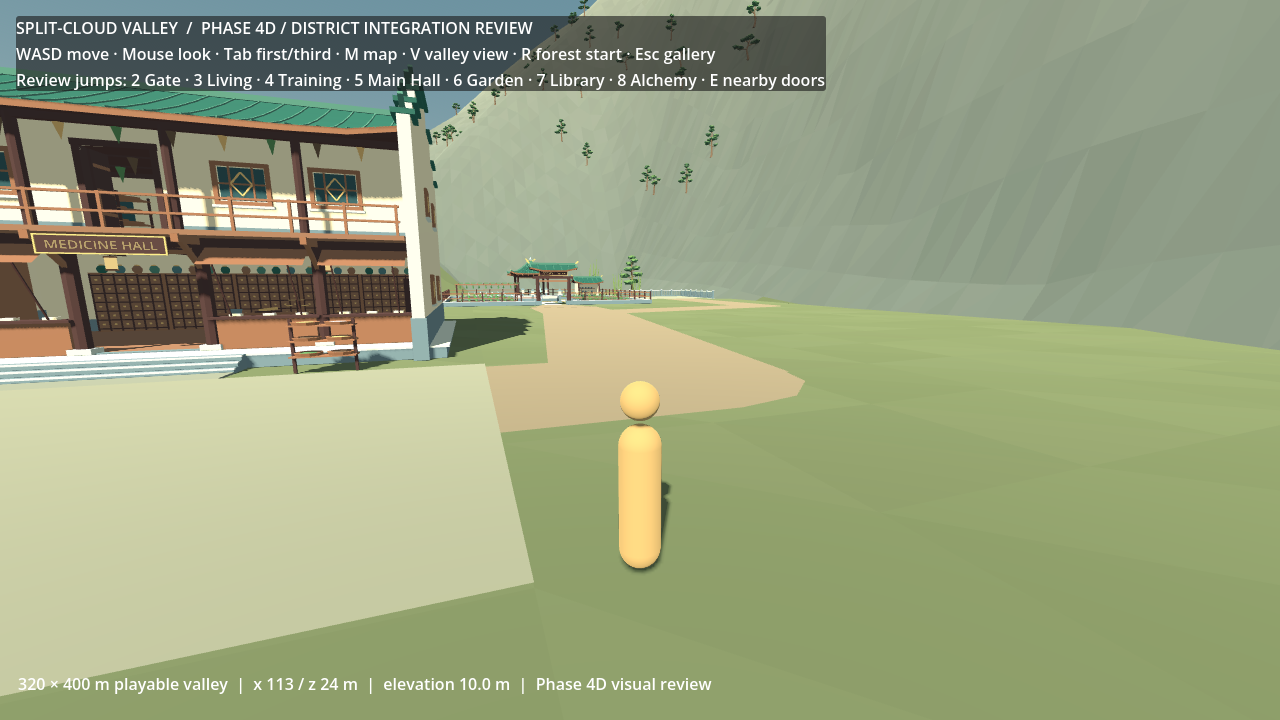 SPLIT-CLOUD VALLEY / PHASE 4D / DISTRICT INTEGRATION REVIEW
WASD move · Mouse look · Tab first/third · M map · V valley view · R forest start · Esc gallery
Review jumps: 2 Gate · 3 Living · 4 Training · 5 Main Hall · 6 Garden · 7 Library · 8 Alchemy · E nearby doors
MEDICINE HALL
320 × 400 m playable valley | x 113 / z 24 m | elevation 10.0 m | Phase 4D visual review